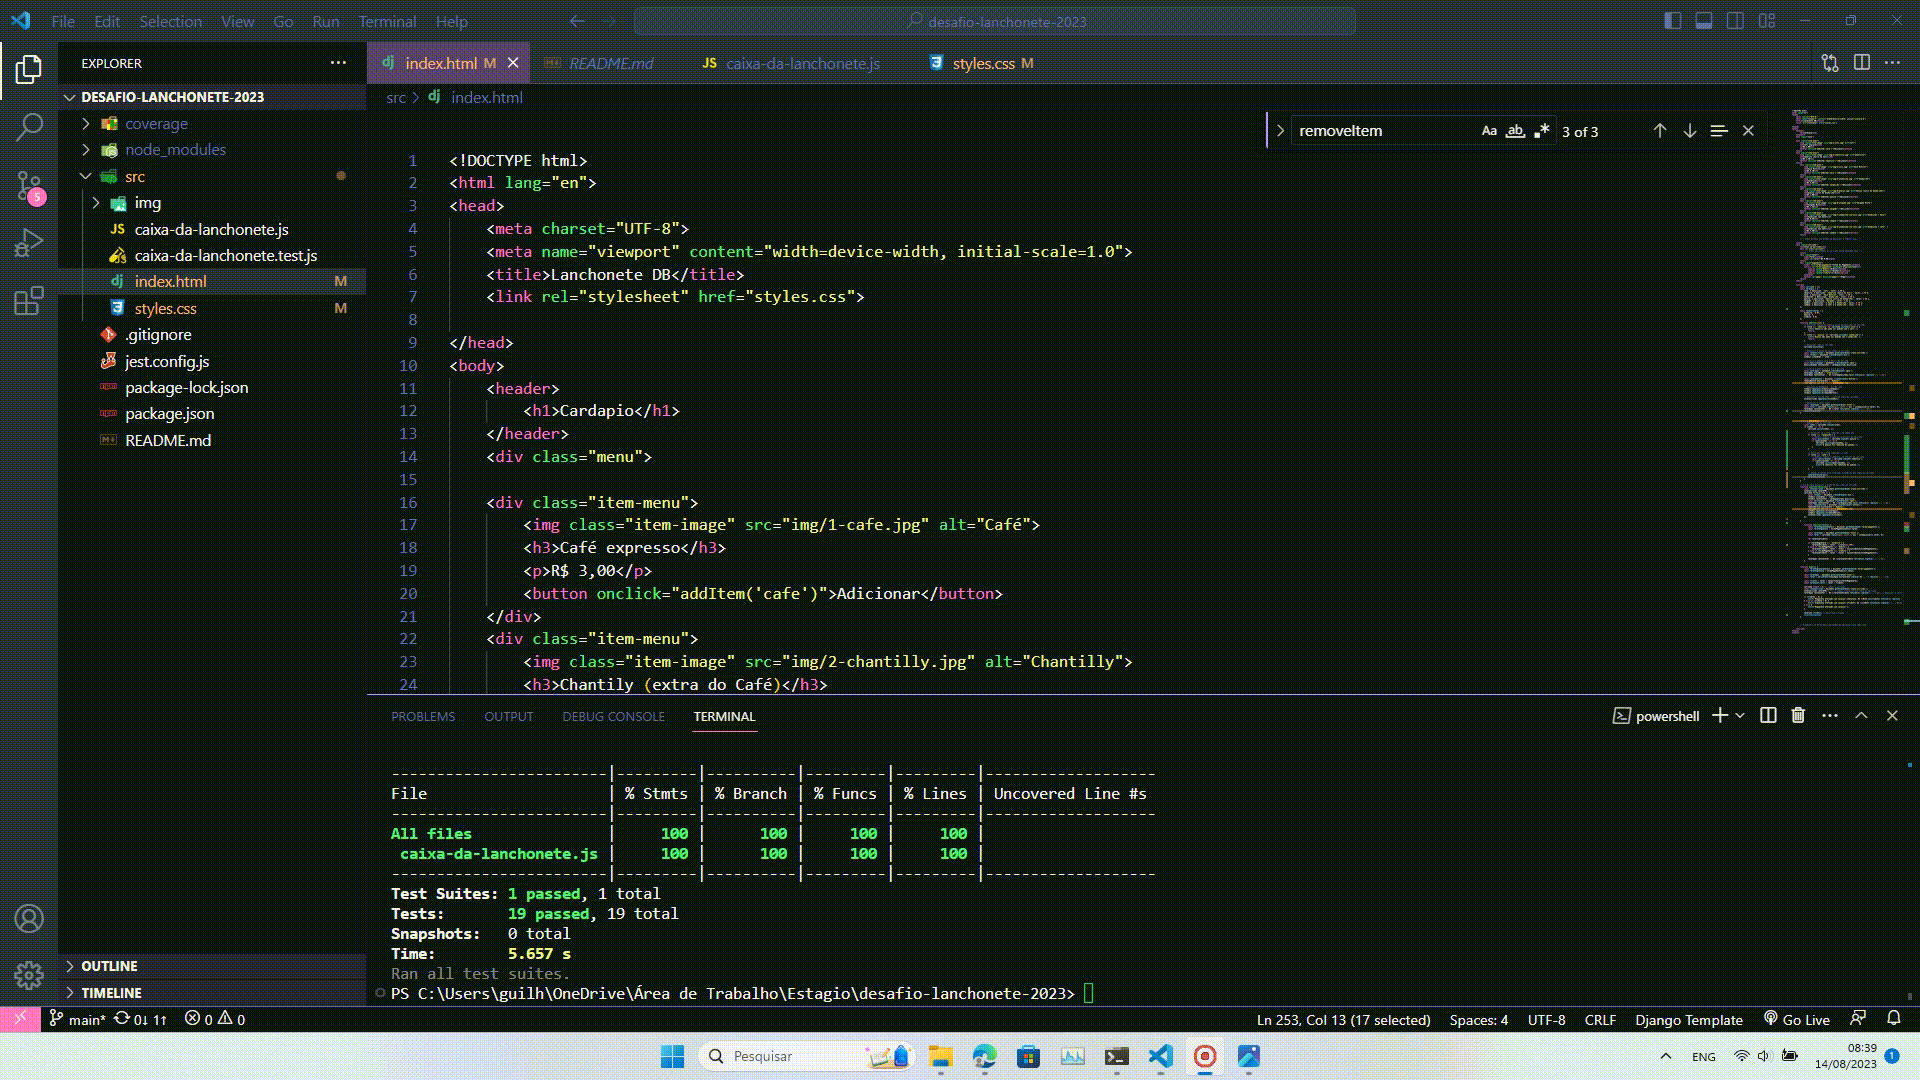 File Edit Selection View Go Run Terminal Help
desafio-lanchonete-2023
EXPLORER
DESAFIO-LANCHONETE-2023
coverage
node_modules
src
img
JS caixa-da-lanchonete.js
caixa-da-lanchonete.test.js
dj index.html M
styles.css M
.gitignore
jest.config.js
package-lock.json
package.json
README.md
OUTLINE
TIMELINE
5
dj index.html M
README.md
JS caixa-da-lanchonete.js
styles.css M
src > dj index.html
removeItem Aa ab 3 of 3
1 <!DOCTYPE html>
2 <html lang="en">
3 <head>
4 <meta charset="UTF-8">
5 <meta name="viewport" content="width=device-width, initial-scale=1.0">
6 <title>Lanchonete DB</title>
7 <link rel="stylesheet" href="styles.css">
8
9 </head>
10 <body>
11 <header>
12 <h1>Cardapio</h1>
13 </header>
14 <div class="menu">
15
16 <div class="item-menu">
17 <img class="item-image" src="img/1-cafe.jpg" alt="Café">
18 <h3>Café expresso</h3>
19 <p>R$ 3,00</p>
20 <button onclick="addItem('cafe')">Adicionar</button>
21 </div>
22 <div class="item-menu">
23 <img class="item-image" src="img/2-chantilly.jpg" alt="Chantilly">
24 <h3>Chantily (extra do Café)</h3>
PROBLEMS OUTPUT DEBUG CONSOLE TERMINAL
powershell
------------------------|---------|----------|---------|---------|-------------------
File | % Stmts | % Branch | % Funcs | % Lines | Uncovered Line #s
------------------------|---------|----------|---------|---------|-------------------
All files | 100 | 100 | 100 | 100 |
caixa-da-lanchonete.js | 100 | 100 | 100 | 100 |
------------------------|---------|----------|---------|---------|-------------------
Test Suites: 1 passed, 1 total
Tests: 19 passed, 19 total
Snapshots: 0 total
Time: 5.657 s
Ran all test suites.
PS C:\Users\guilh\OneDrive\Área de Trabalho\Estagio\desafio-lanchonete-2023>
main* 0↓ 1↑ 0 0
Ln 253, Col 13 (17 selected) Spaces: 4 UTF-8 CRLF Django Template Go Live
Pesquisar
ENG
08:39
14/08/2023
1